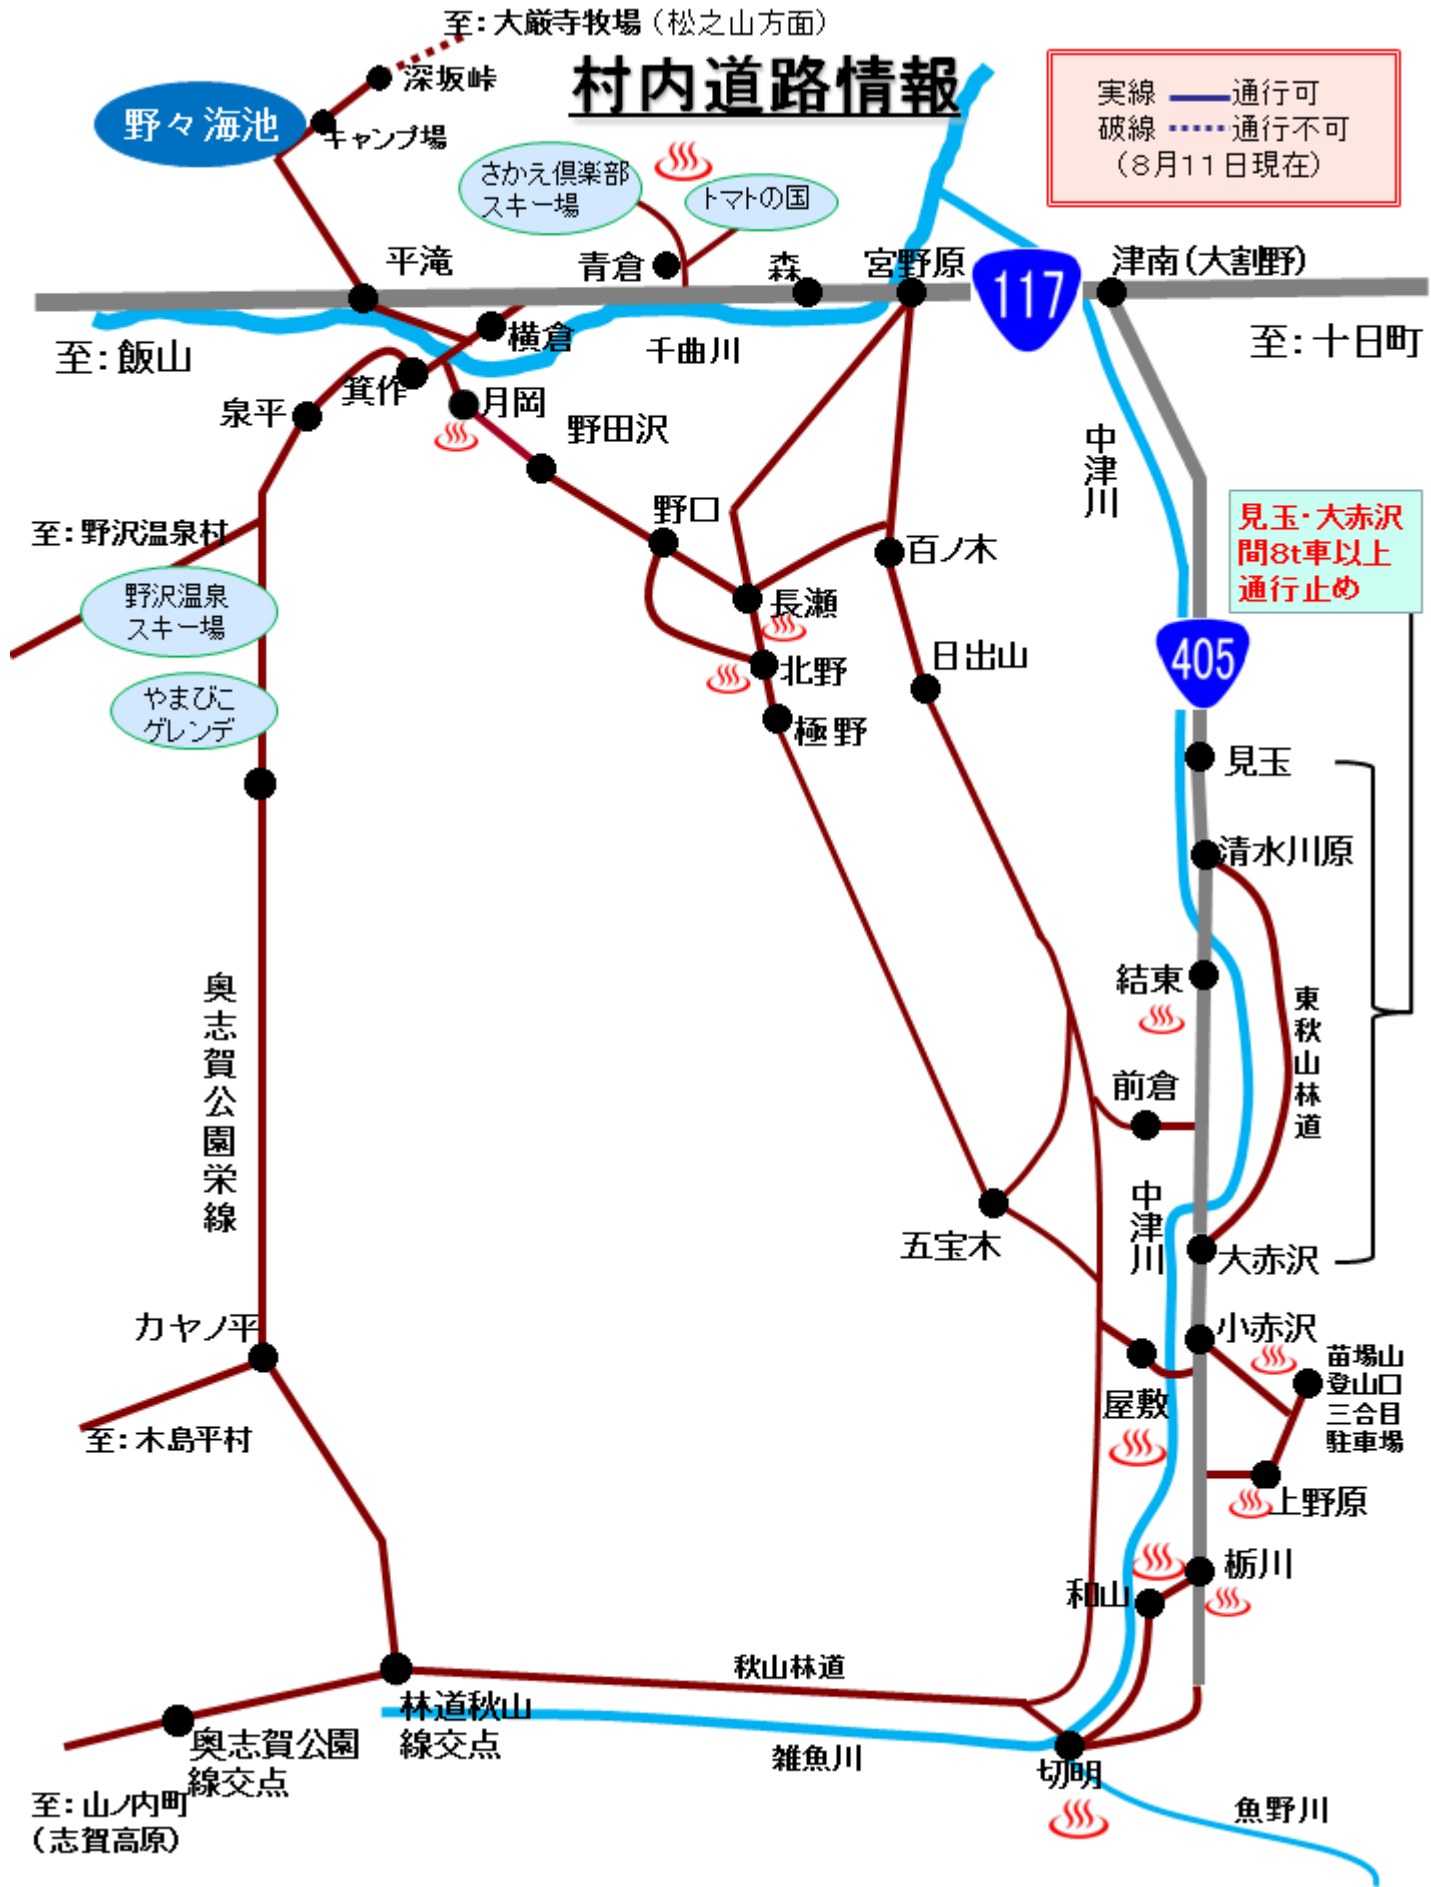 至：大厳寺牧場（松之山方面）
村内道路情報
深坂峠
野々海池
キャンプ場
実線 通行可
破線 通行不可
（8月11日現在）
さかえ倶楽部
スキー場
トマトの国
平滝
青倉
森
宮野原
117
津南（大割野）
至：飯山
横倉
千曲川
至：十日町
箕作
月岡
泉平
野田沢
中津川
野口
至：野沢温泉村
百ノ木
見玉・大赤沢
間8t車以上
通行止め
野沢温泉
スキー場
長瀬
405
日出山
北野
やまびこ
ゲレンデ
極野
見玉
清水川原
奥志賀公園栄線
結東
東秋山林道
前倉
中津川
五宝木
大赤沢
カヤノ平
小赤沢
苗場山
登山口
三合目
駐車場
至：木島平村
屋敷
上野原
栃川
和山
秋山林道
林道秋山
線交点
奥志賀公園
線交点
雑魚川
切明
至：山ノ内町
（志賀高原）
魚野川